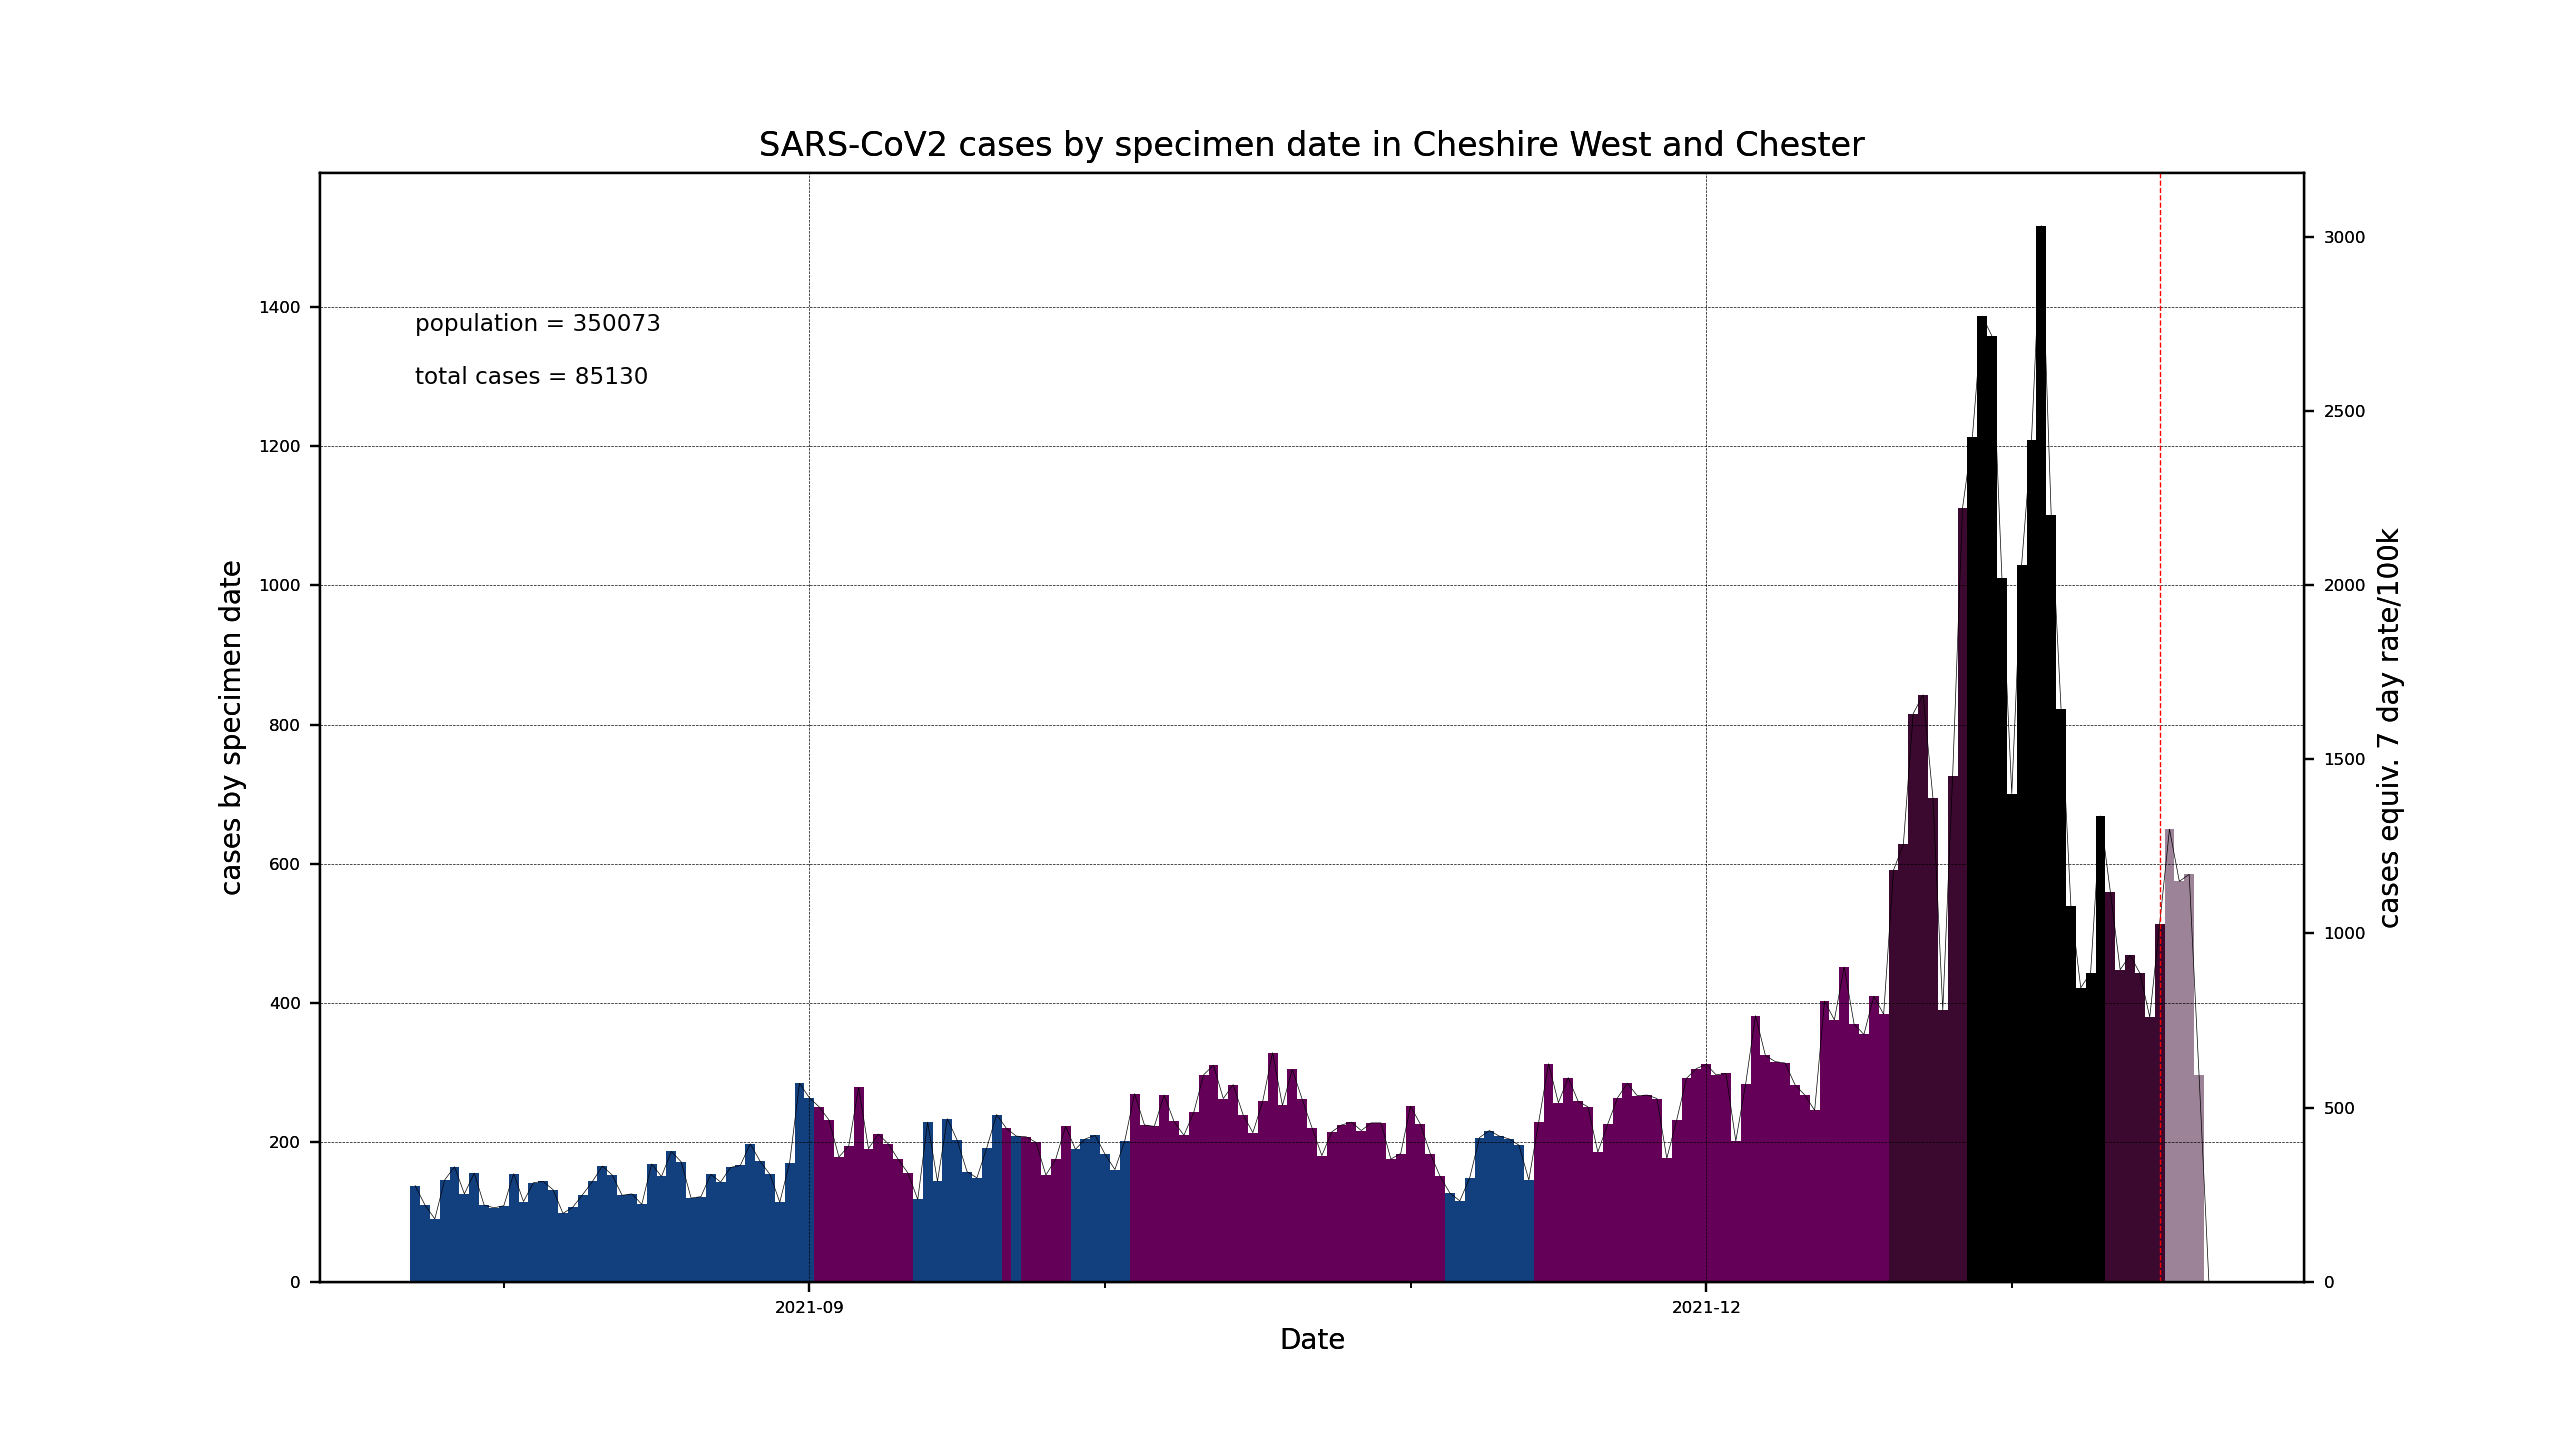 SARS-CoV2 cases by specimen date in Cheshire West and Chester
population = 350073
total cases = 85130
cases by specimen date
1400
1200
1000
800
600
400
200
0
3000
2500
2000
1500
1000
500
0
cases equiv. 7 day rate/100k
2021-09
2021-12
Date